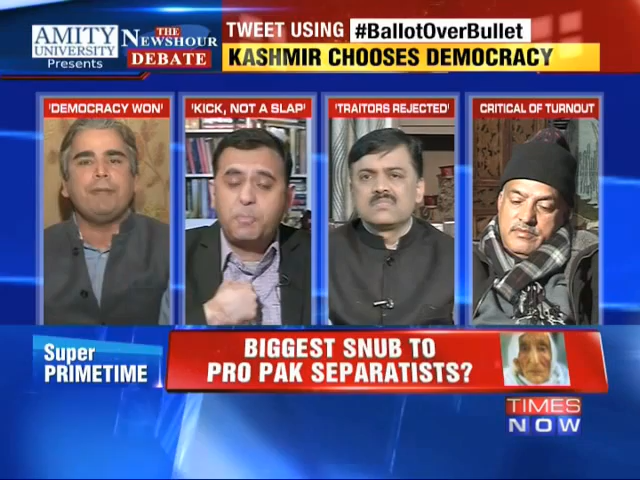 AMITY
UNIVERSITY
Presents
THE
NEWSHOUR
DEBATE
TWEET USING #BallotOverBullet
KASHMIR CHOOSES DEMOCRACY
'DEMOCRACY WON'
'KICK, NOT A SLAP'
'TRAITORS REJECTED'
CRITICAL OF TURNOUT
Super
PRIMETIME
BIGGEST SNUB TO
PRO PAK SEPARATISTS?
TIMES
NOW